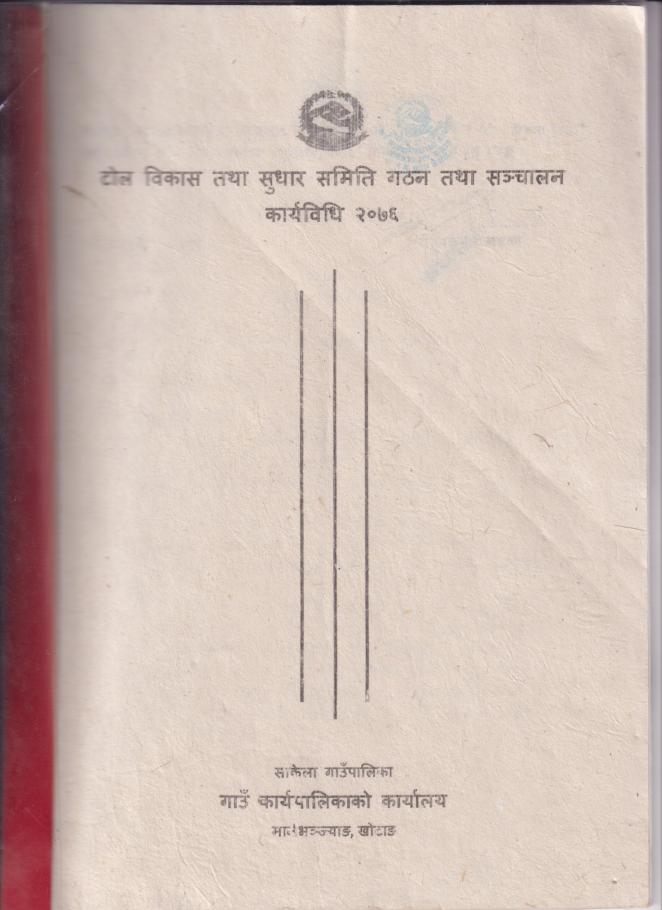 टोल विकास तथा सुधार समिति गठन तथा सञ्चालन
कार्यविधि २०७६
साकेला गाउँपालिका
गाउँ कार्यपालिकाको कार्यालय
खोटाङ